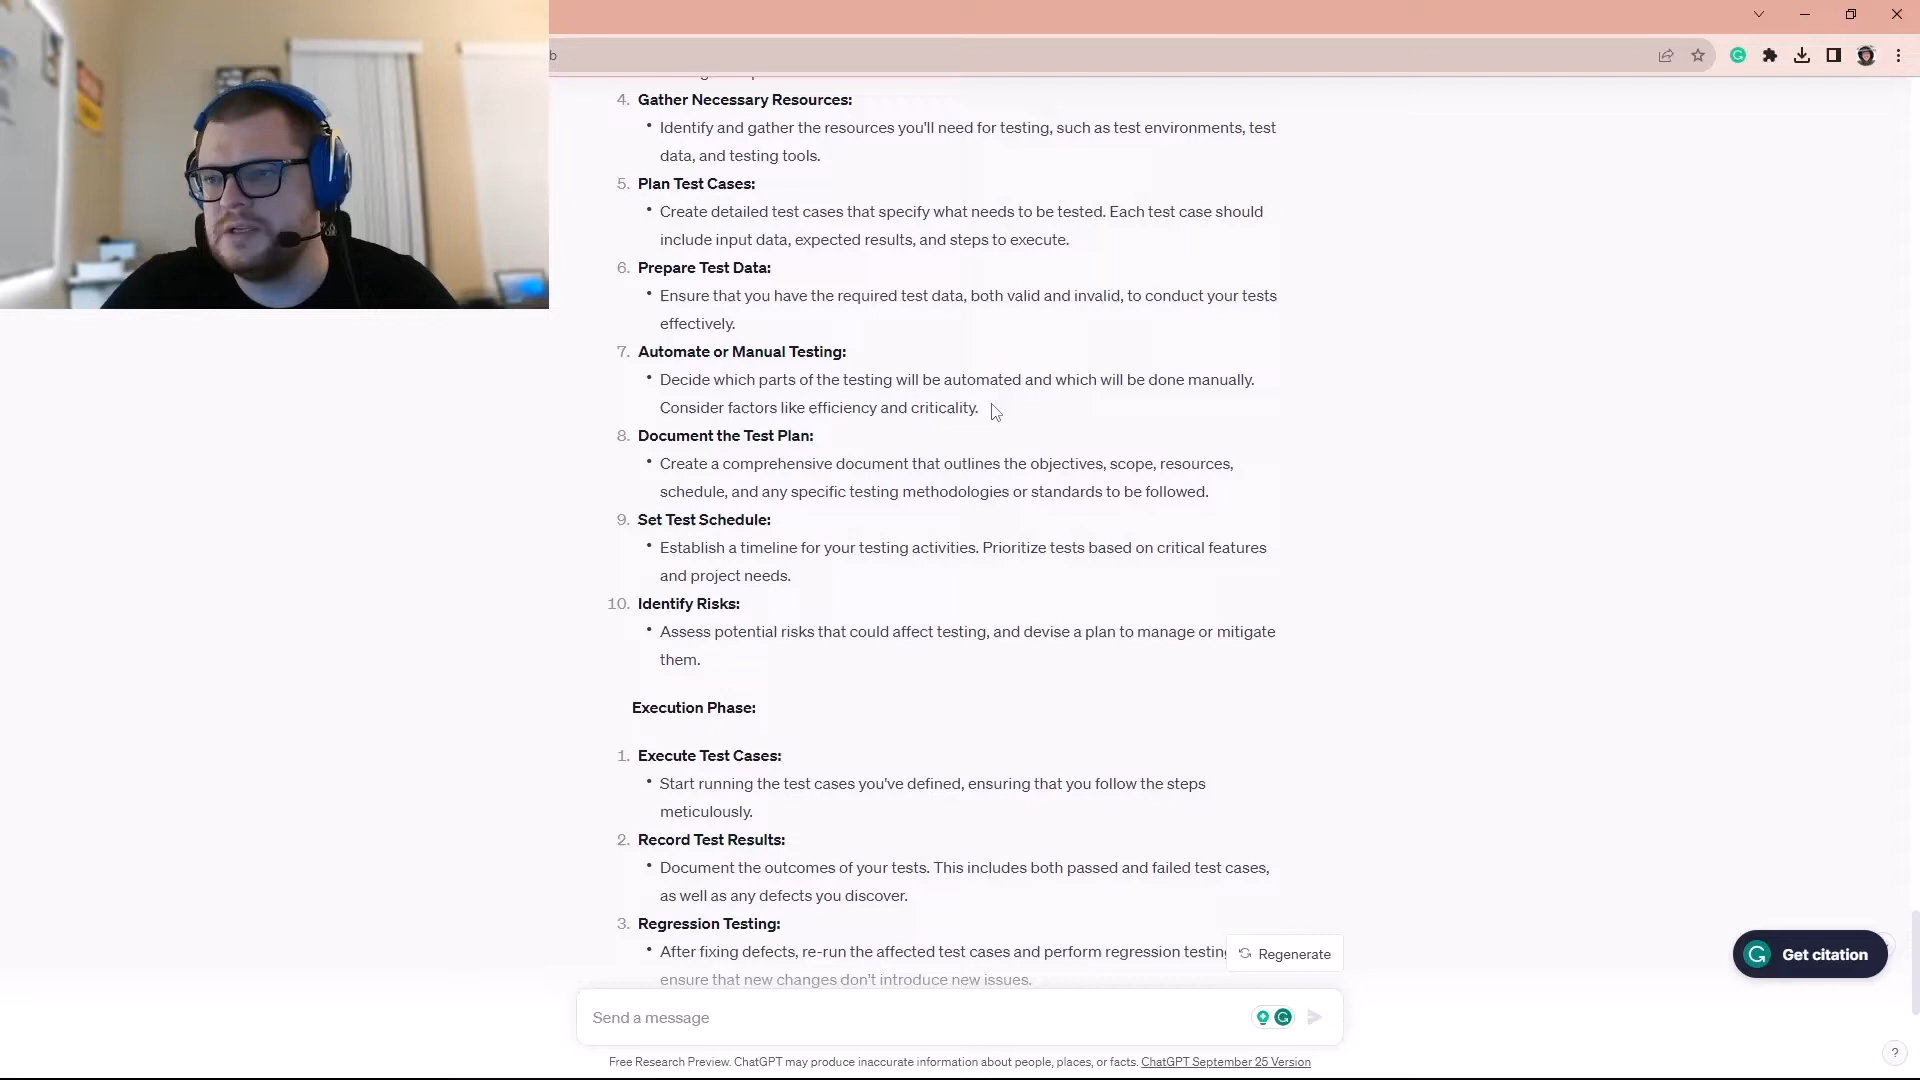 b
4. Gather Necessary Resources:
• Identify and gather the resources you'll need for testing, such as test environments, test
data, and testing tools.
5. Plan Test Cases:
• Create detailed test cases that specify what needs to be tested. Each test case should
include input data, expected results, and steps to execute.
6. Prepare Test Data:
• Ensure that you have the required test data, both valid and invalid, to conduct your tests
effectively.
7. Automate or Manual Testing:
• Decide which parts of the testing will be automated and which will be done manually.
Consider factors like efficiency and criticality.
8. Document the Test Plan:
• Create a comprehensive document that outlines the objectives, scope, resources,
schedule, and any specific testing methodologies or standards to be followed.
9. Set Test Schedule:
• Establish a timeline for your testing activities. Prioritize tests based on critical features
and project needs.
10. Identify Risks:
• Assess potential risks that could affect testing, and devise a plan to manage or mitigate
them.
Execution Phase:
1. Execute Test Cases:
• Start running the test cases you've defined, ensuring that you follow the steps
meticulously.
2. Record Test Results:
• Document the outcomes of your tests. This includes both passed and failed test cases,
as well as any defects you discover.
3. Regression Testing:
• After fixing defects, re-run the affected test cases and perform regression testing
ensure that new changes don't introduce new issues.
Regenerate
Get citation
Send a message
Free Research Preview. ChatGPT may produce inaccurate information about people, places, or facts. ChatGPT September 25 Version
?